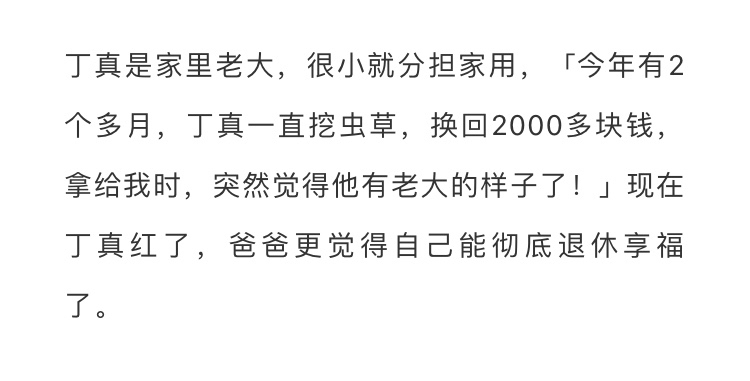 丁真是家里老大，很小就分担家用，「今年有2
个多月，丁真一直挖虫草，换回2000多块钱，
拿给我时，突然觉得他有老大的样子了！」现在
丁真红了，爸爸更觉得自己能彻底退休享福
了。